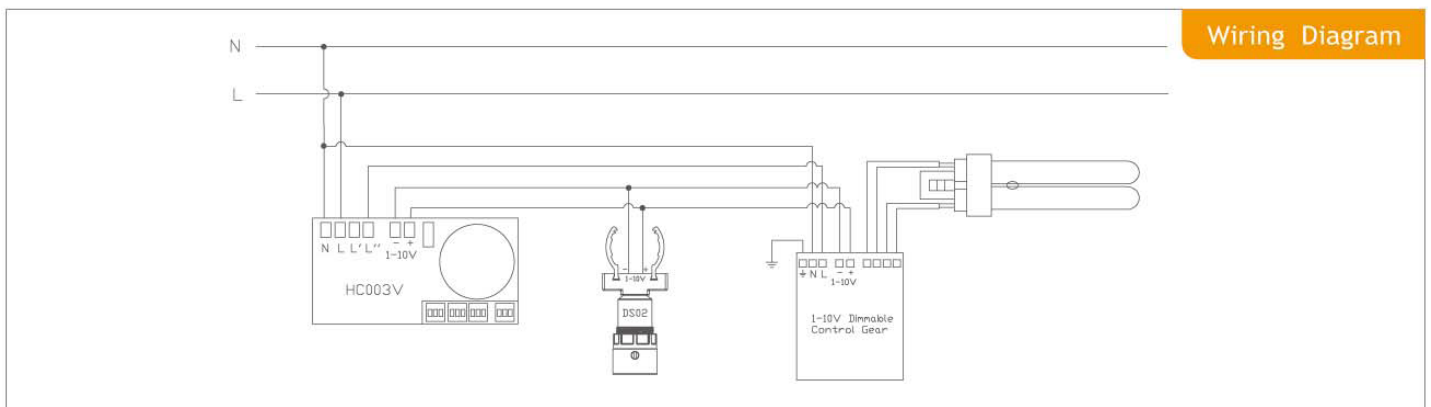 Wiring Diagram
N
L
N L L' L'' - +
1-10V
HC003V
- +
1-10V
DS02
N L - +
1-10V
1-10V Dimmable
Control Gear